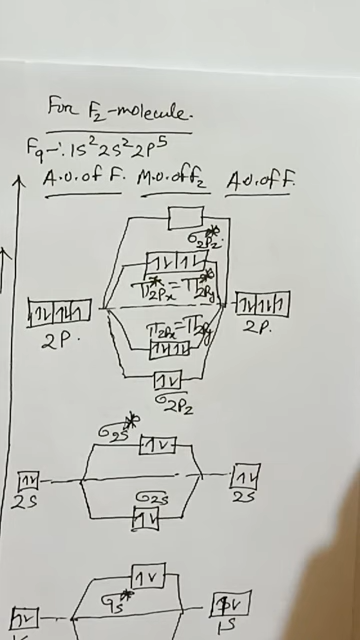 For F₂-molecule.
F₉-:. 1S² 2S² 2P⁵
A.O. of F. M.O. of F₂ A.O. of F.
σ*2Pz.
π*2Px = π*2Py
2P. 2P.
π2Px = π2Py
σ2Pz
σ*2S
2S 2S
σ2S
σ*1S
1S